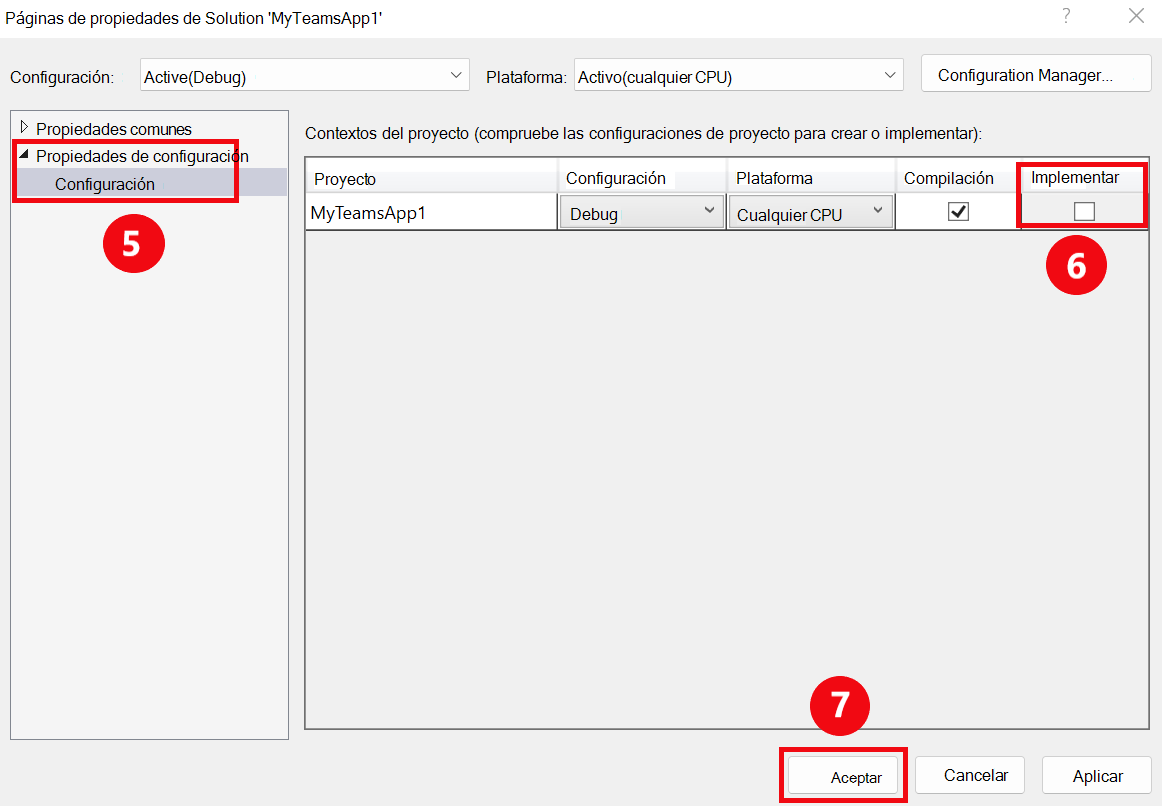 Páginas de propiedades de Solution 'MyTeamsApp1'
?
Configuración: Active(Debug) Plataforma: Activo(cualquier CPU) Configuration Manager...
Propiedades comunes
Propiedades de configuración
Configuración
5
Contextos del proyecto (compruebe las configuraciones de proyecto para crear o implementar):
Proyecto Configuración Plataforma Compilación Implementar
MyTeamsApp1 Debug Cualquier CPU
6
7
Aceptar Cancelar Aplicar